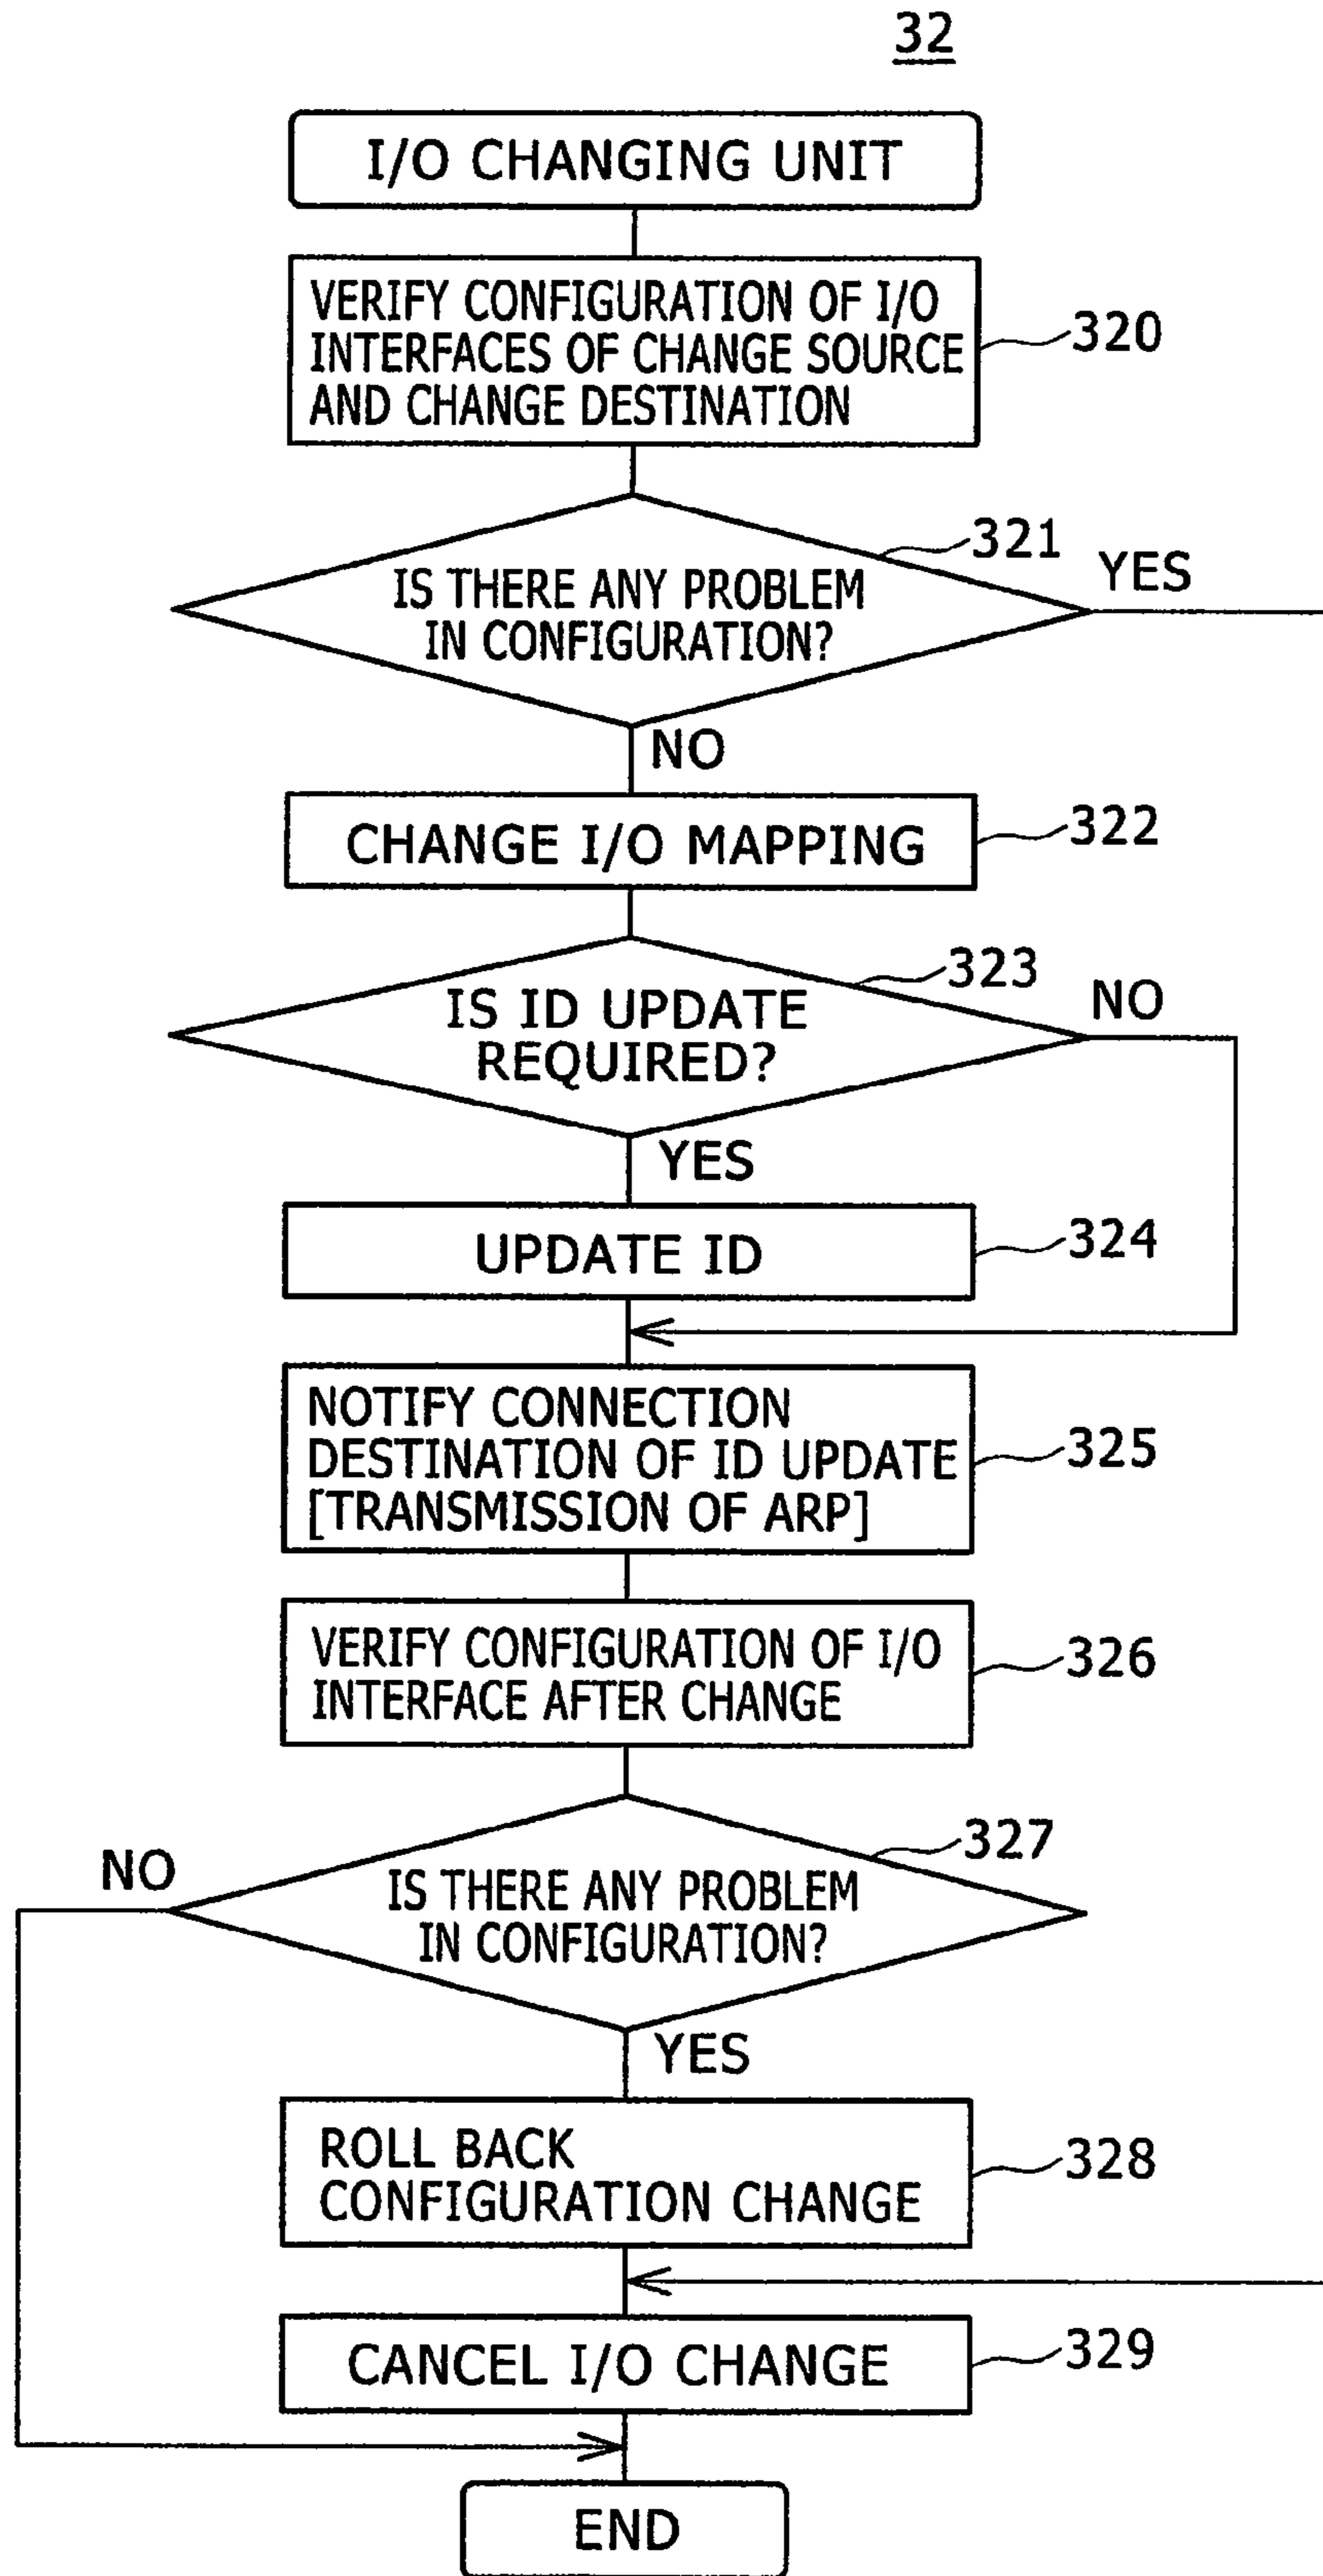 32
I/O CHANGING UNIT
VERIFY CONFIGURATION OF I/O
INTERFACES OF CHANGE SOURCE
AND CHANGE DESTINATION
320
321
YES
IS THERE ANY PROBLEM
IN CONFIGURATION?
NO
CHANGE I/O MAPPING
322
323
NO
IS ID UPDATE
REQUIRED?
YES
UPDATE ID
324
NOTIFY CONNECTION
DESTINATION OF ID UPDATE
[TRANSMISSION OF ARP]
325
VERIFY CONFIGURATION OF I/O
INTERFACE AFTER CHANGE
326
327
NO
IS THERE ANY PROBLEM
IN CONFIGURATION?
YES
ROLL BACK
CONFIGURATION CHANGE
328
CANCEL I/O CHANGE
329
END